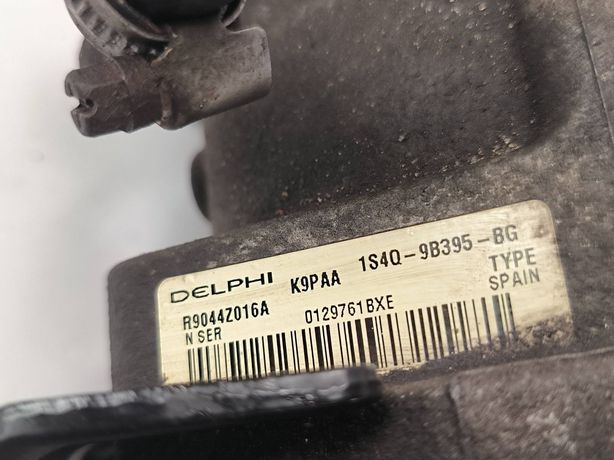 DELPHI K9PAA 1S4Q-9B395-BG
R9044Z016A TYPE
N SER 0129761BXE SPAIN